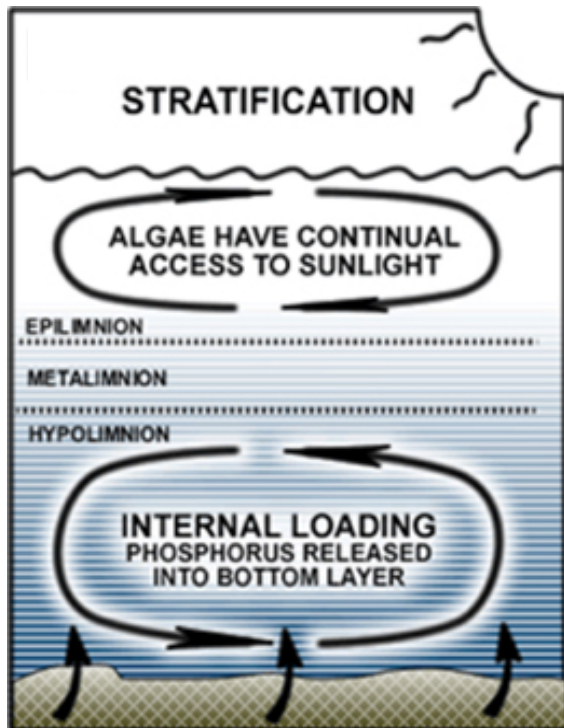 STRATIFICATION
ALGAE HAVE CONTINUAL
ACCESS TO SUNLIGHT
EPILIMNION
METALIMNION
HYPOLIMNION
INTERNAL LOADING
PHOSPHORUS RELEASED
INTO BOTTOM LAYER